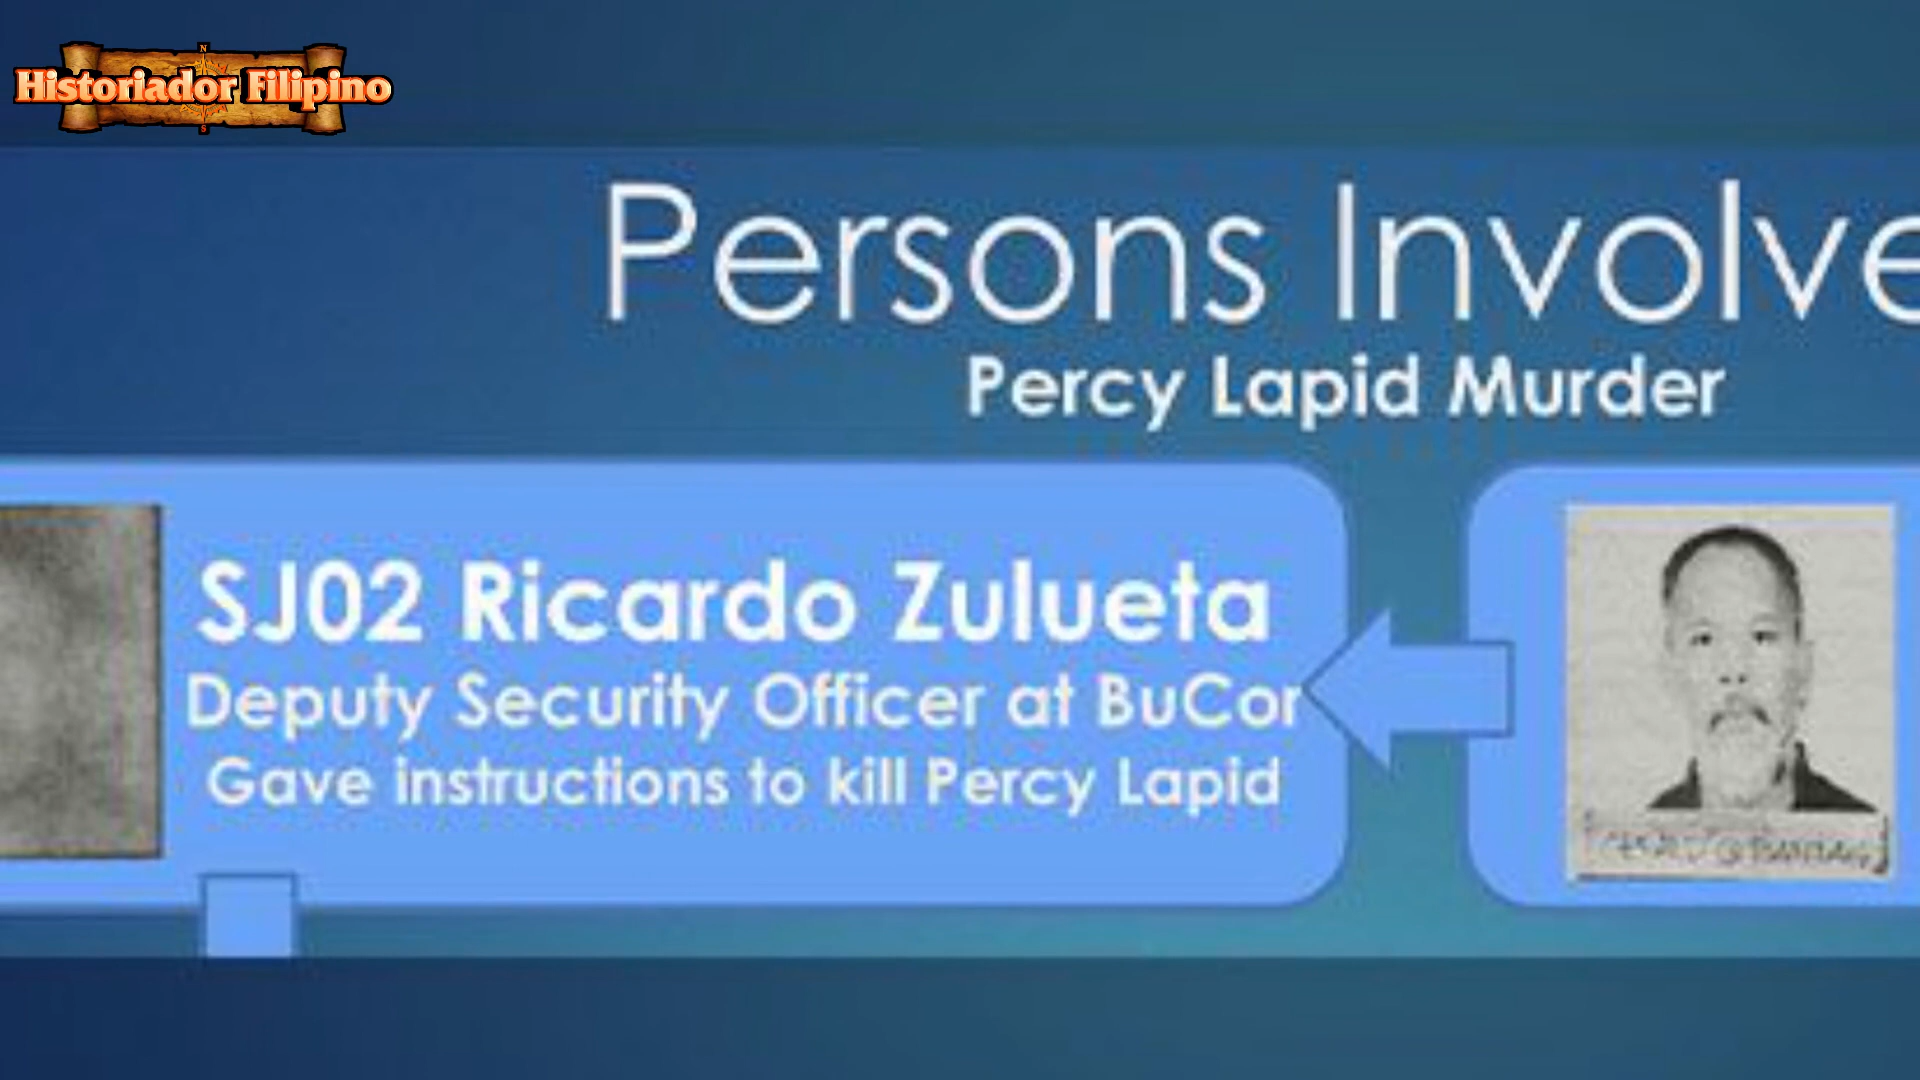 N
Historiador Filipino
S
Persons Involve
Percy Lapid Murder
SJ02 Ricardo Zulueta
Deputy Security Officer at BuCor
Gave instructions to kill Percy Lapid